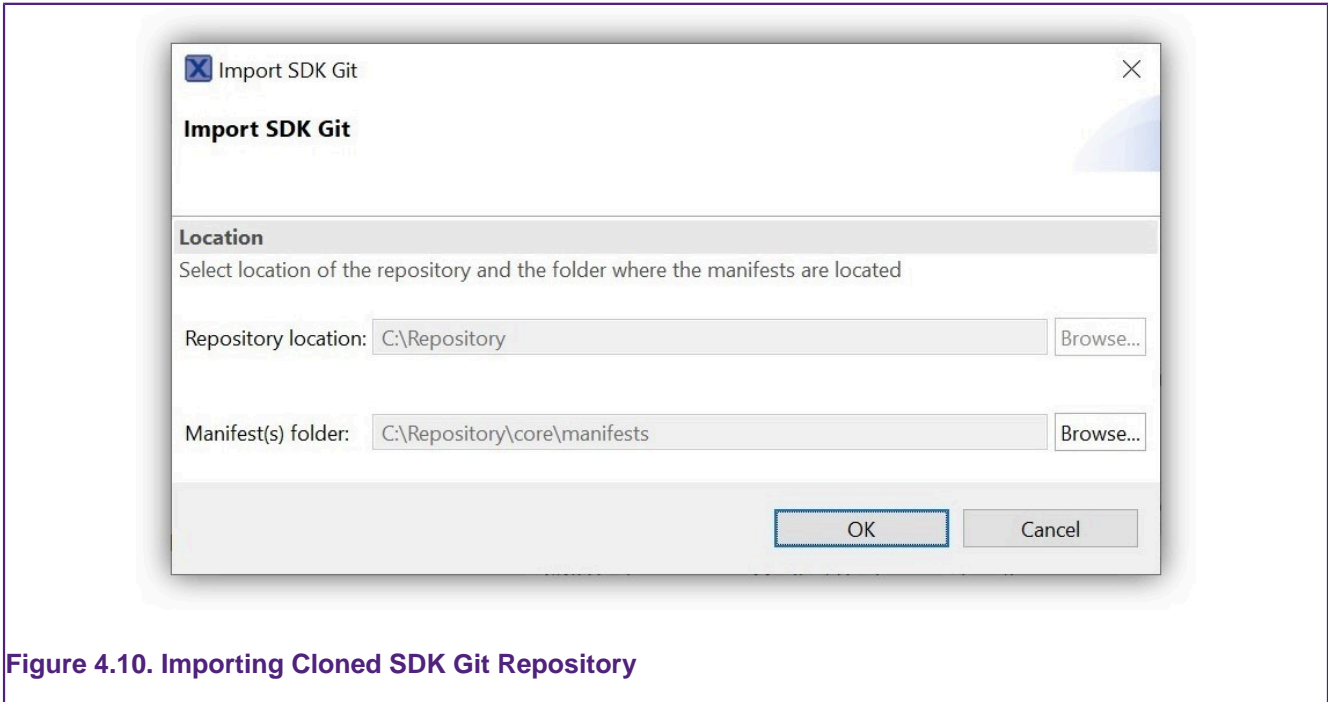 Import SDK Git
Import SDK Git
Location
Select location of the repository and the folder where the manifests are located
Repository location: C:\Repository Browse...
Manifest(s) folder: C:\Repository\core\manifests Browse...
OK Cancel
Figure 4.10. Importing Cloned SDK Git Repository